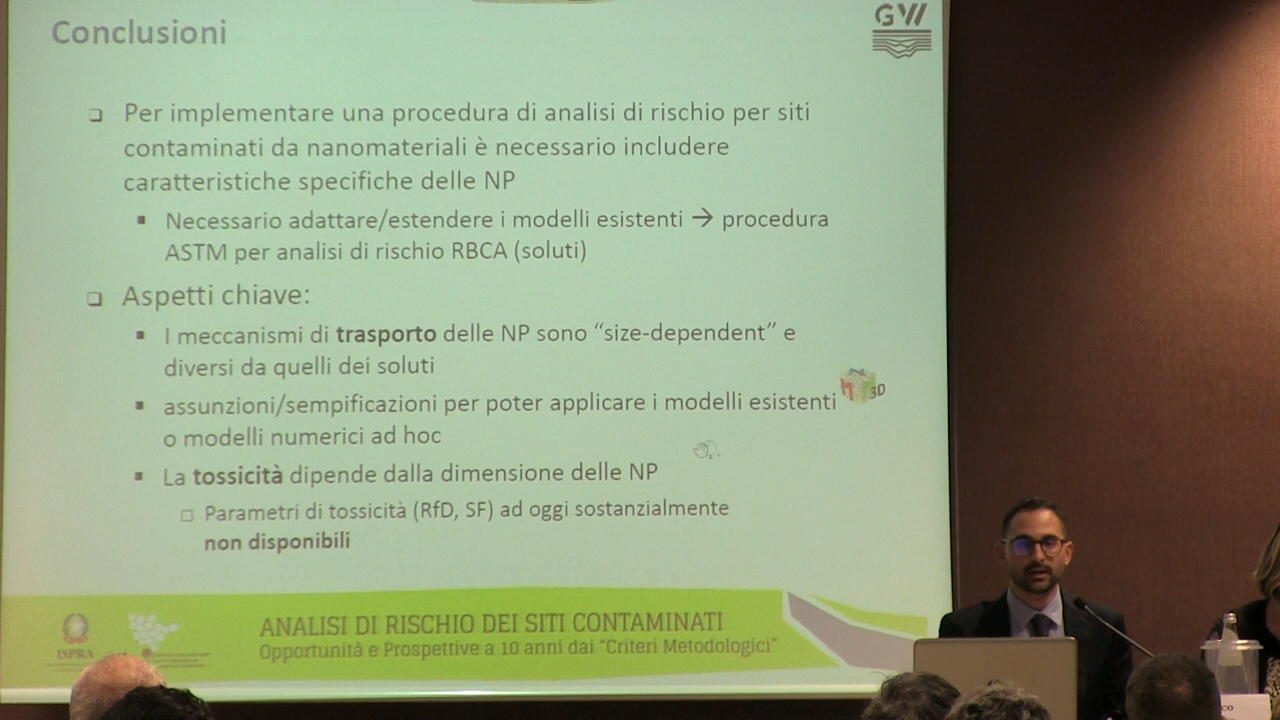 Conclusioni
GW
Per implementare una procedura di analisi di rischio per siti
contaminati da nanomateriali è necessario includere
caratteristiche specifiche delle NP
Necessario adattare/estendere i modelli esistenti → procedura
ASTM per analisi di rischio RBCA (soluti)
Aspetti chiave:
I meccanismi di trasporto delle NP sono “size-dependent” e
diversi da quelli dei soluti
assunzioni/sempificazioni per poter applicare i modelli esistenti
3D
o modelli numerici ad hoc
La tossicità dipende dalla dimensione delle NP
Parametri di tossicità (RfD, SF) ad oggi sostanzialmente
non disponibili
ISPRA
ANALISI DI RISCHIO DEI SITI CONTAMINATI
Opportunità e Prospettive a 10 anni dai “Criteri Metodologici”